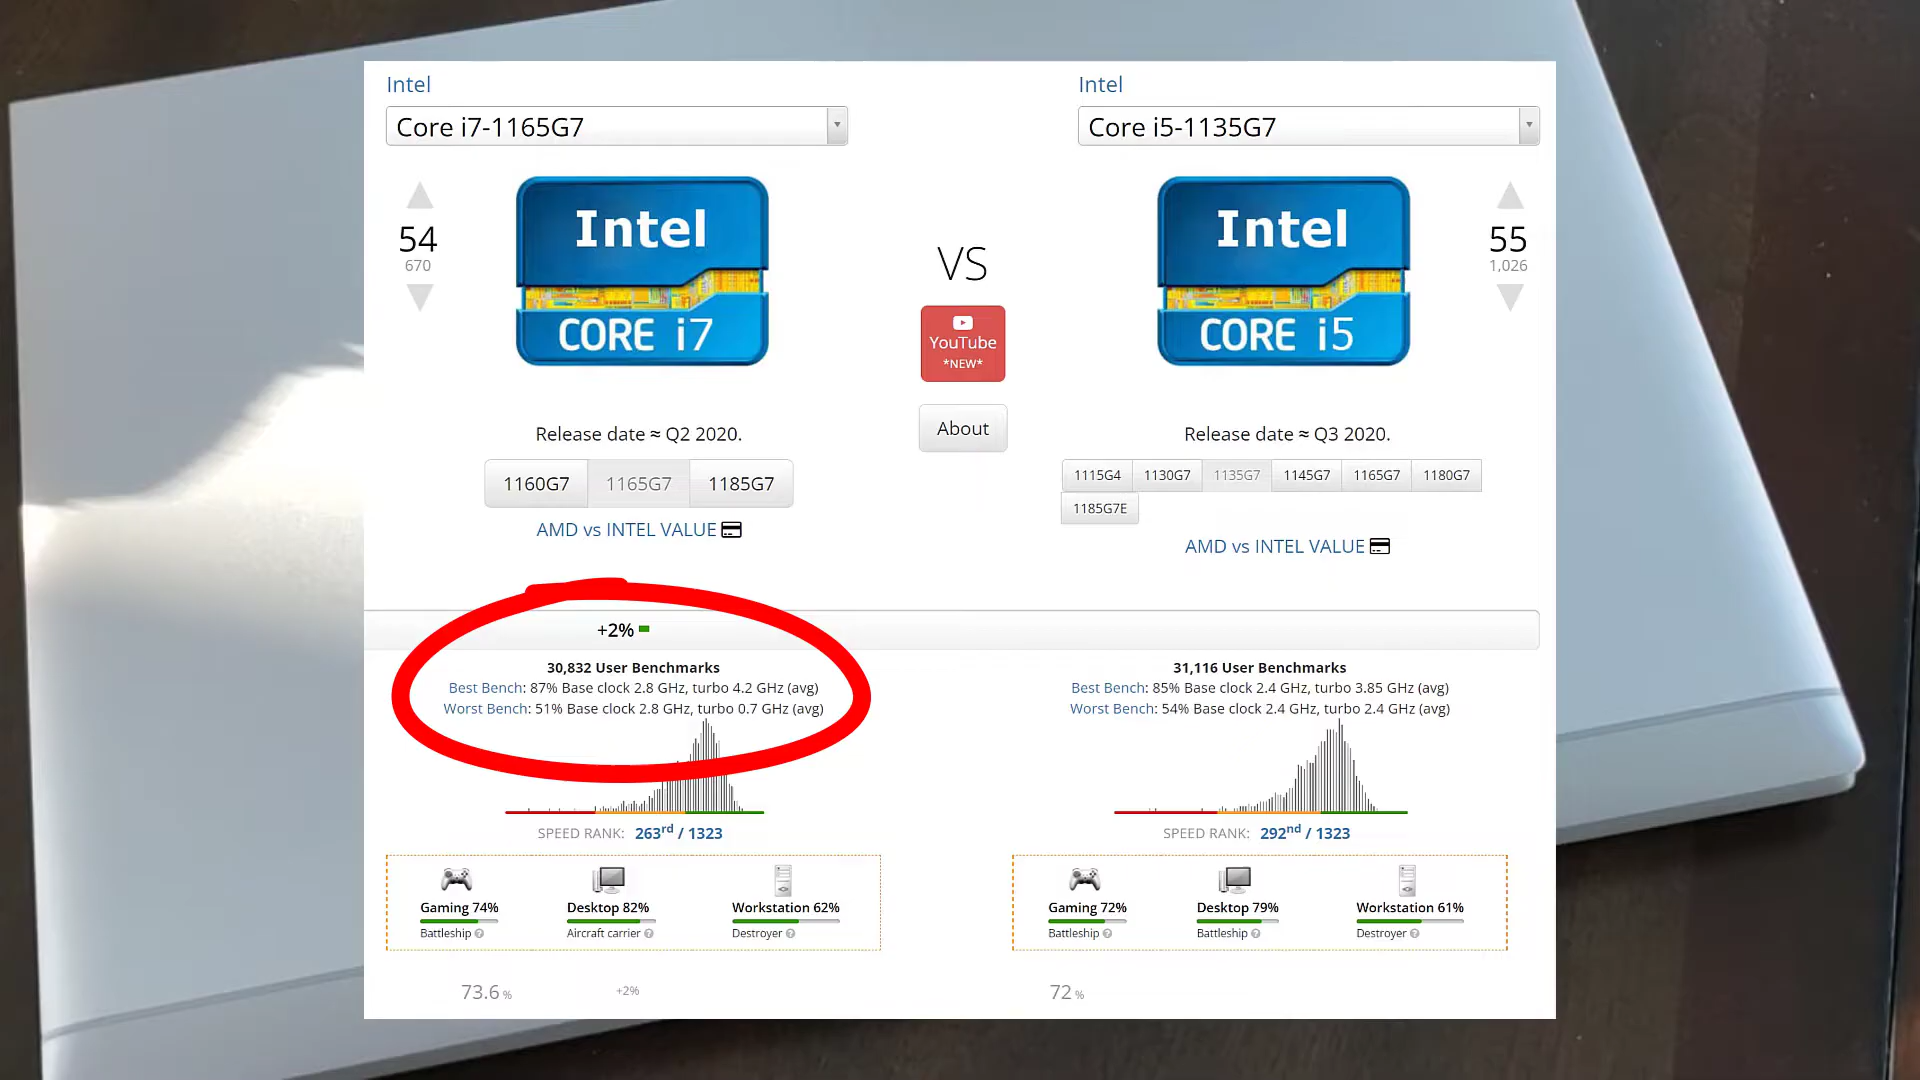 Intel
Core i7-1165G7
54
670
Intel
CORE i7
Release date ≈ Q2 2020.
1160G7 1165G7 1185G7
AMD vs INTEL VALUE
VS
YouTube
*NEW*
About
Intel
Core i5-1135G7
55
1,026
Intel
CORE i5
Release date ≈ Q3 2020.
1115G4 1130G7 1135G7 1145G7 1165G7 1180G7
1185G7E
AMD vs INTEL VALUE
+2%
30,832 User Benchmarks
Best Bench: 87% Base clock 2.8 GHz, turbo 4.2 GHz (avg)
Worst Bench: 51% Base clock 2.8 GHz, turbo 0.7 GHz (avg)
SPEED RANK: 263rd / 1323
Gaming 74% Desktop 82% Workstation 62%
Battleship ? Aircraft carrier ? Destroyer ?
73.6 % +2%
31,116 User Benchmarks
Best Bench: 85% Base clock 2.4 GHz, turbo 3.85 GHz (avg)
Worst Bench: 54% Base clock 2.4 GHz, turbo 2.4 GHz (avg)
SPEED RANK: 292nd / 1323
Gaming 72% Desktop 79% Workstation 61%
Battleship ? Battleship ? Destroyer ?
72 %